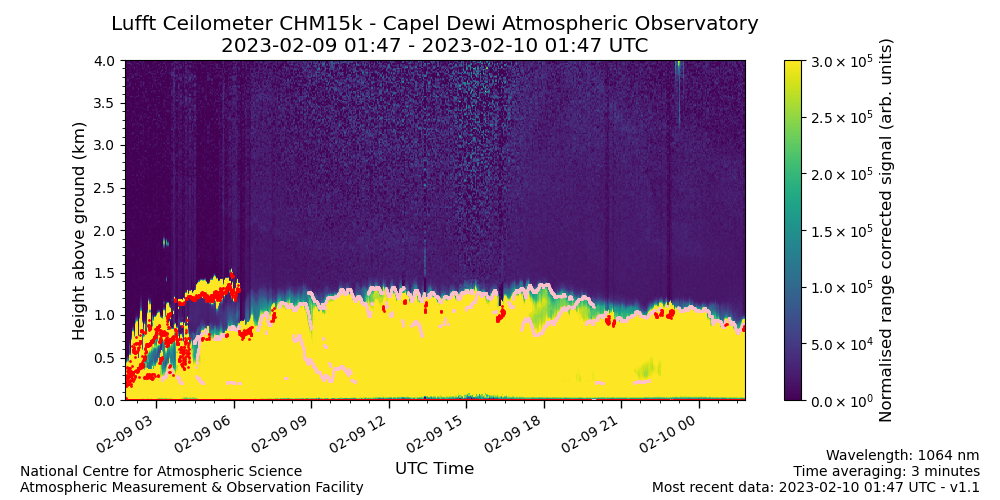 Lufft Ceilometer CHM15k - Capel Dewi Atmospheric Observatory
2023-02-09 01:47 - 2023-02-10 01:47 UTC
Height above ground (km)
4.0
3.5
3.0
2.5
2.0
1.5
1.0
0.5
0.0
02-09 03
02-09 06
02-09 09
02-09 12
02-09 15
02-09 18
02-09 21
02-10 00
UTC Time
3.0 × 10⁵
2.5 × 10⁵
2.0 × 10⁵
1.5 × 10⁵
1.0 × 10⁵
5.0 × 10⁴
0.0 × 10⁰
Normalised range corrected signal (arb. units)
National Centre for Atmospheric Science
Atmospheric Measurement & Observation Facility
Wavelength: 1064 nm
Time averaging: 3 minutes
Most recent data: 2023-02-10 01:47 UTC - v1.1